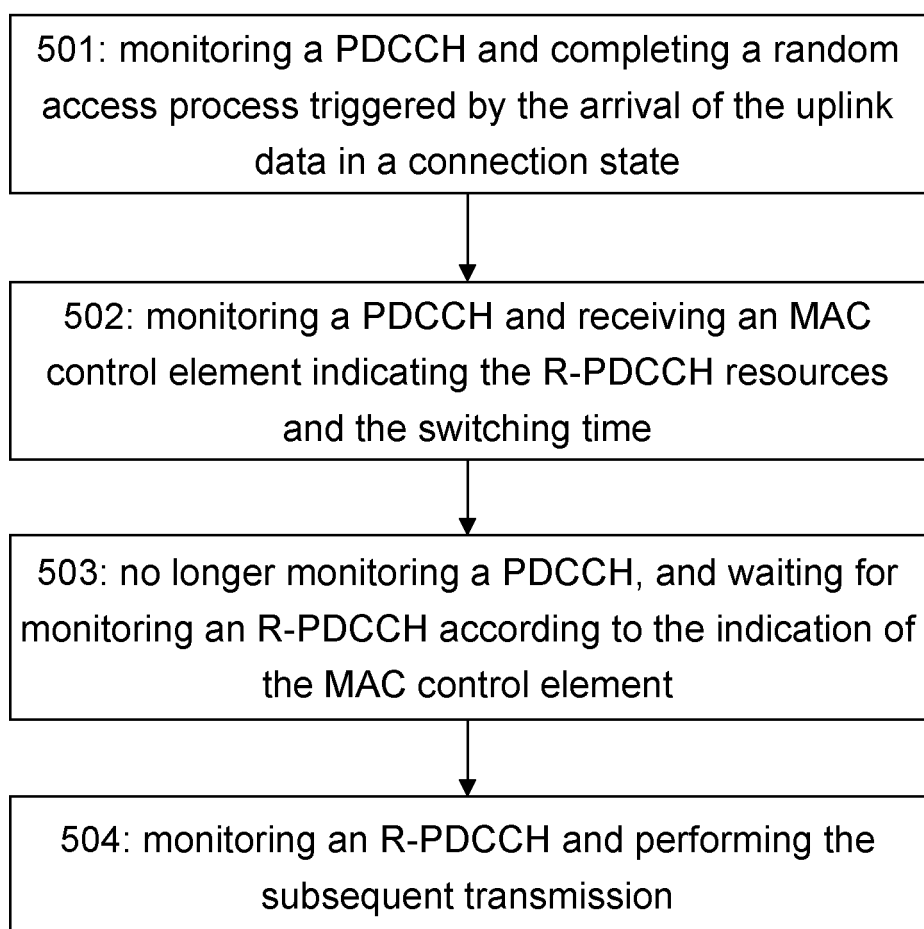 501: monitoring a PDCCH and completing a random
access process triggered by the arrival of the uplink
data in a connection state
502: monitoring a PDCCH and receiving an MAC
control element indicating the R-PDCCH resources
and the switching time
503: no longer monitoring a PDCCH, and waiting for
monitoring an R-PDCCH according to the indication of
the MAC control element
504: monitoring an R-PDCCH and performing the
subsequent transmission